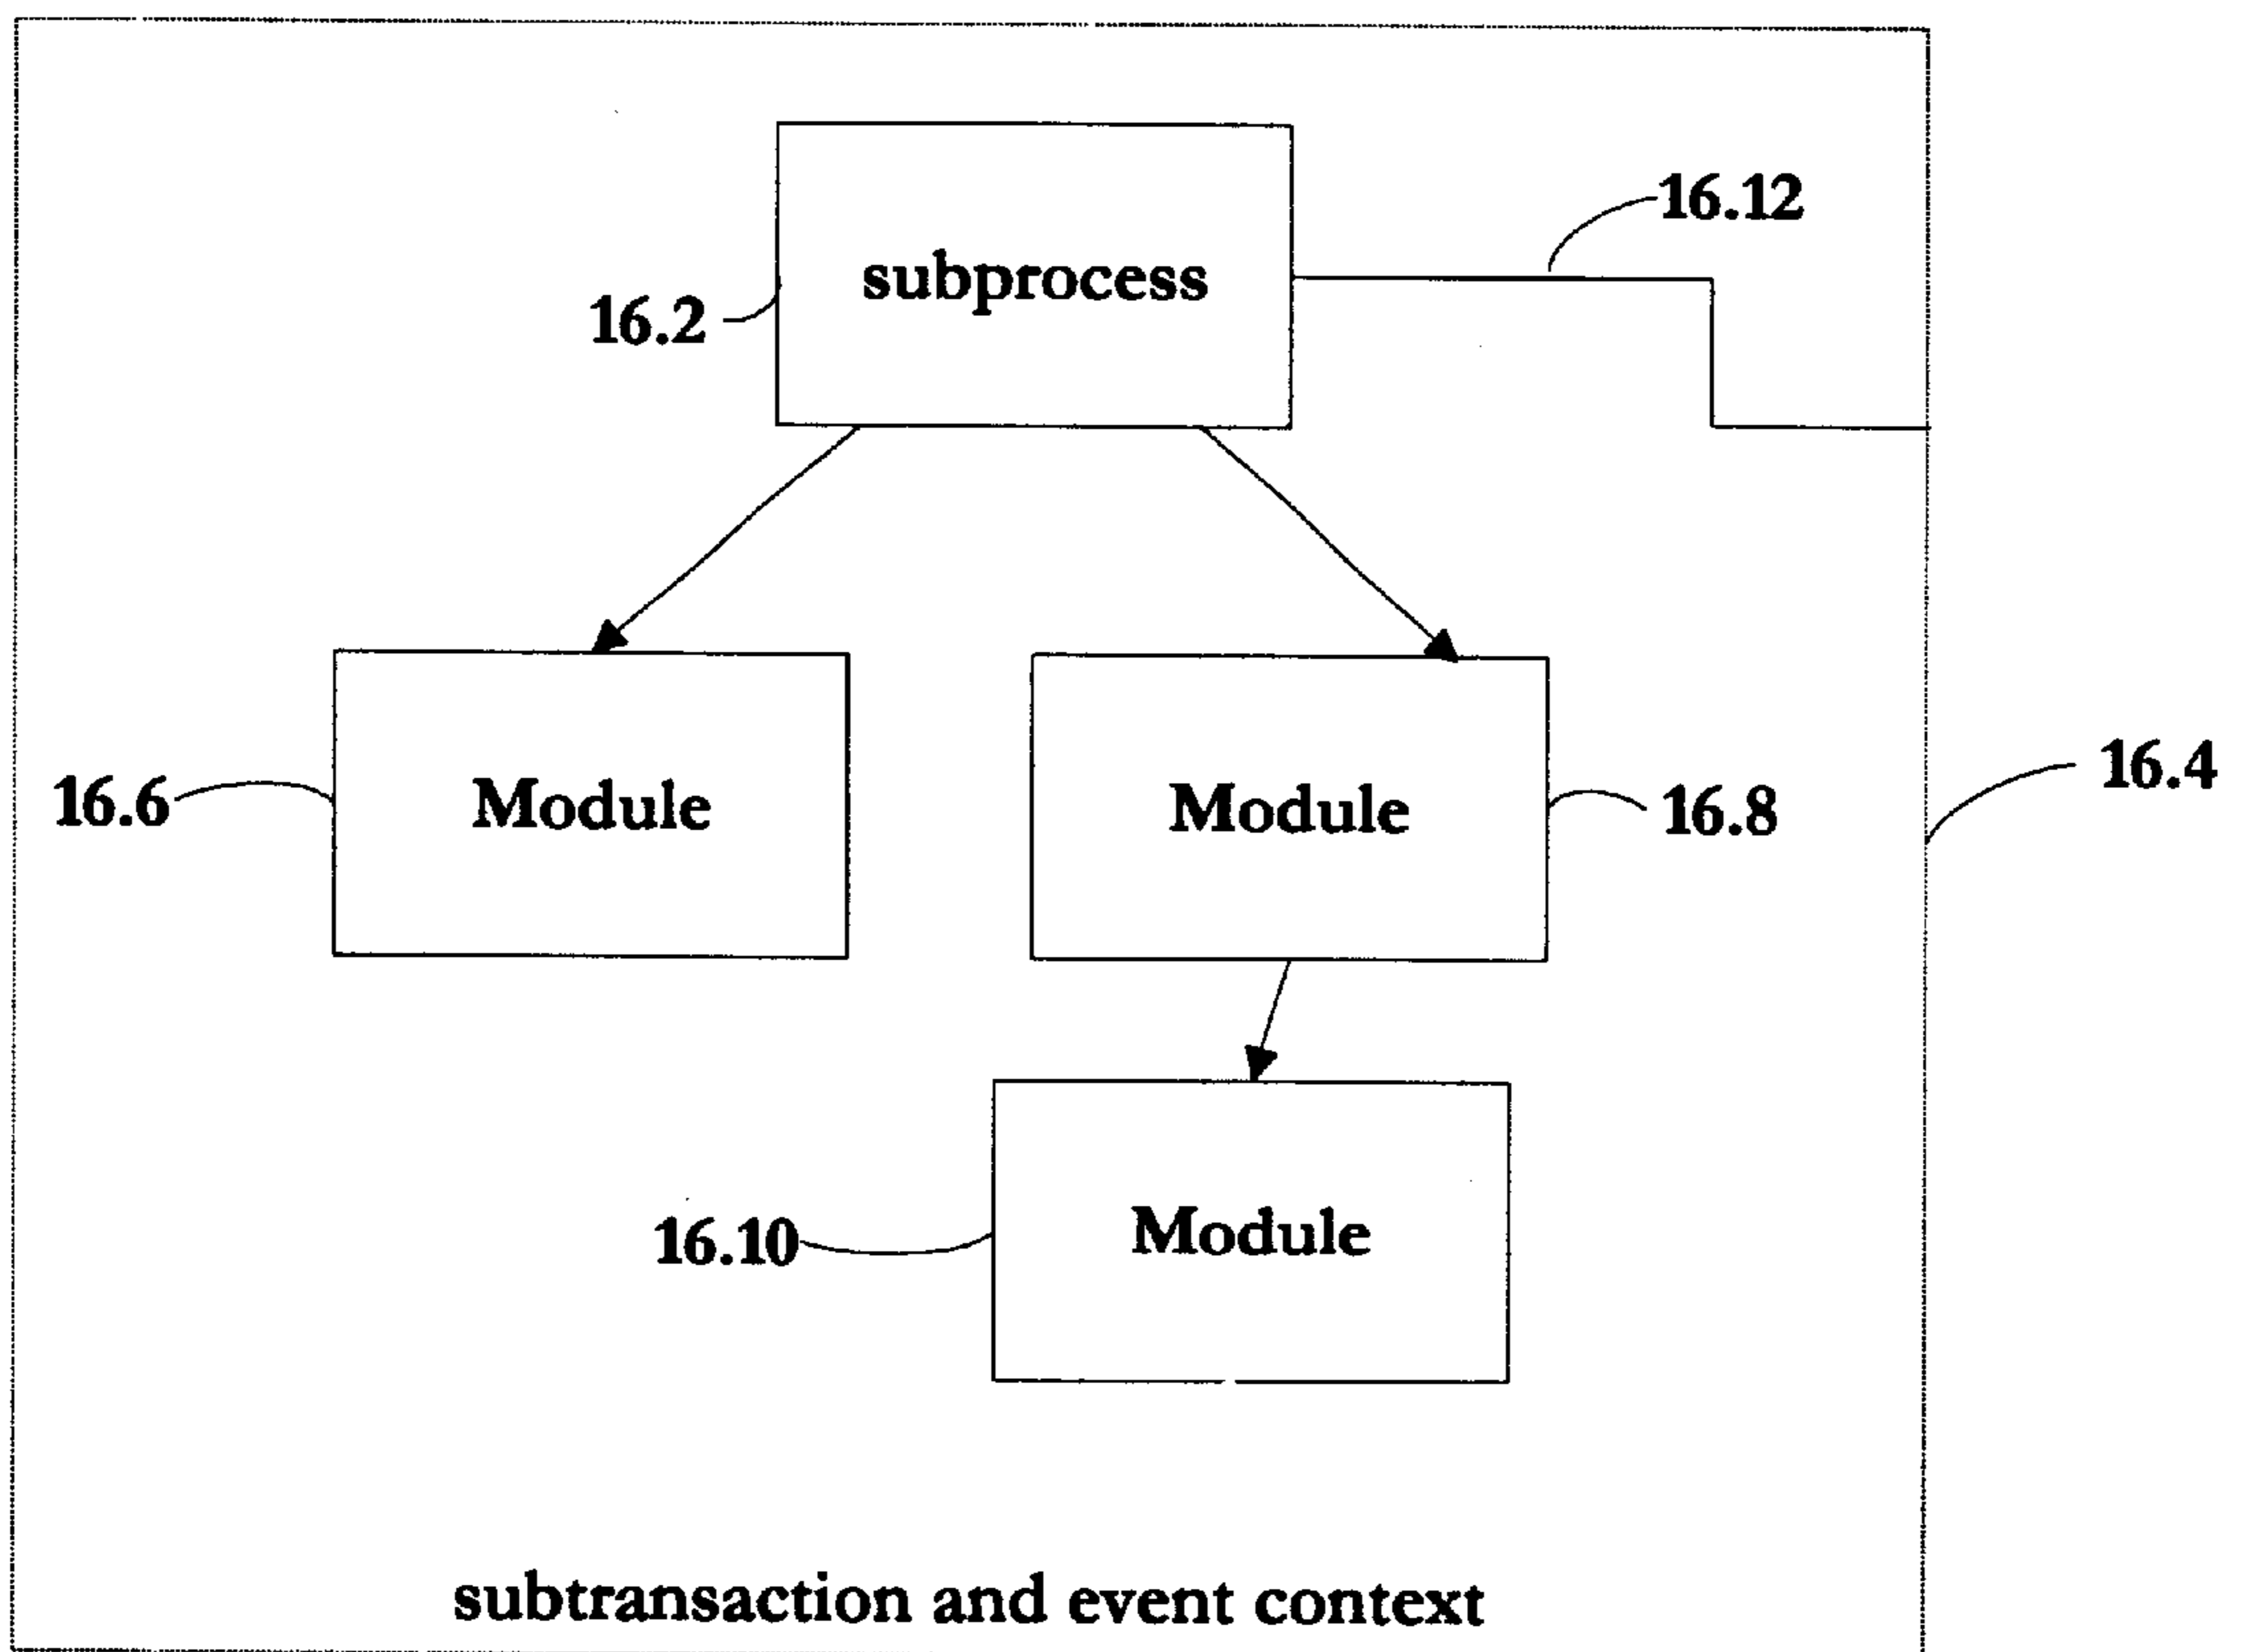 16.12
subprocess
16.2
16.4
16.6
Module
Module
16.8
16.10
Module
subtransaction and event context